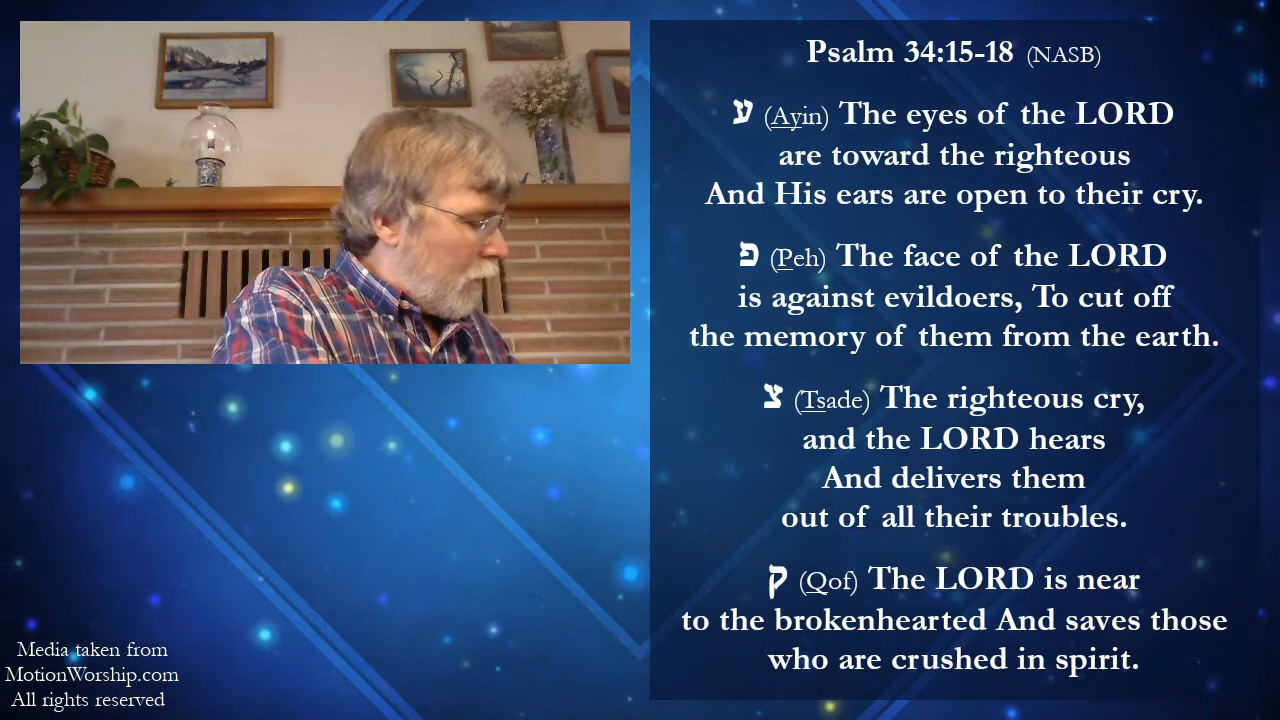 Psalm 34:15-18 (NASB)
ע (Ayin) The eyes of the LORD
are toward the righteous
And His ears are open to their cry.
פ (Peh) The face of the LORD
is against evildoers, To cut off
the memory of them from the earth.
צ (Tsade) The righteous cry,
and the LORD hears
And delivers them
out of all their troubles.
ק (Qof) The LORD is near
to the brokenhearted And saves those
who are crushed in spirit.
Media taken from
MotionWorship.com
All rights reserved